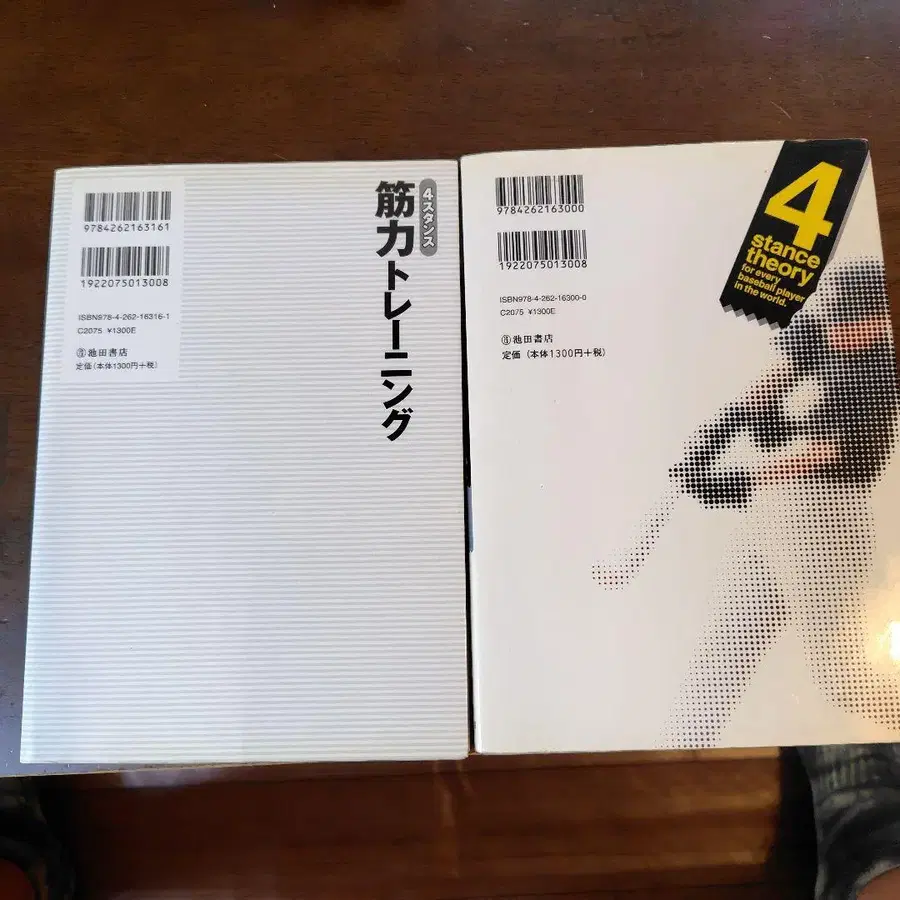 9784262163161
1922075013008
ISBN978-4-262-16316-1
C2075 ¥1300E
池田書店
定価(本体1300円+税)
4スタンス
筋力トレーニング
9784262163000
1922075013008
ISBN978-4-262-16300-0
C2075 ¥1300E
池田書店
定価(本体1300円+税)
4
stance
theory
for every
baseball player
in the world.